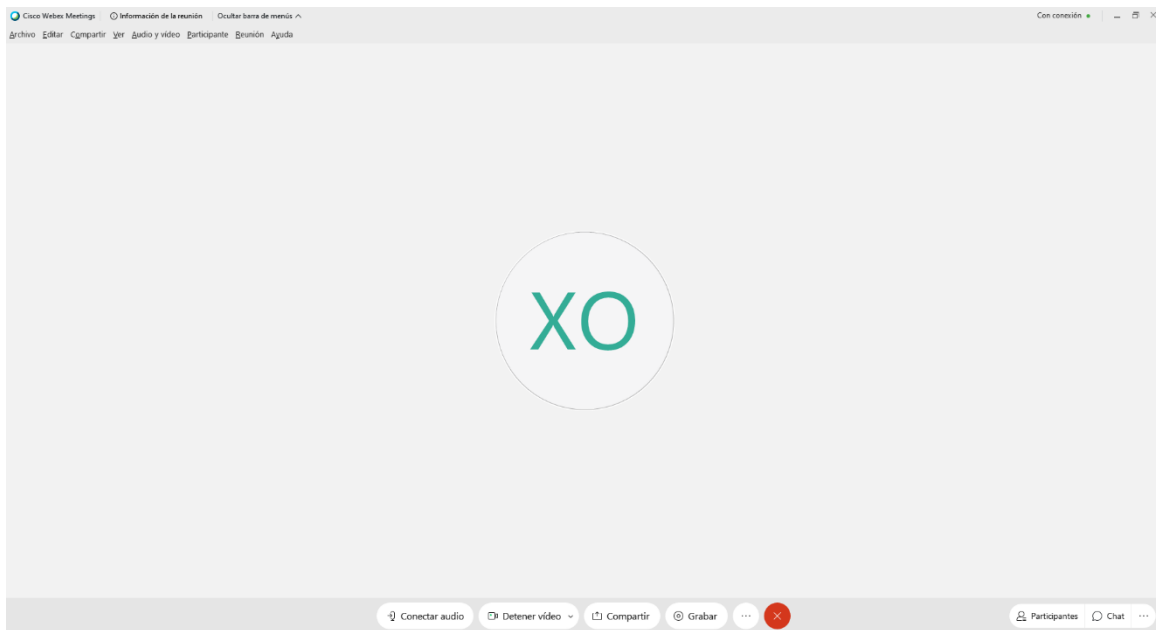 Cisco Webex Meetings Información de la reunión Ocultar barra de menús Con conexión
Archivo Editar Compartir Ver Audio y vídeo Participante Reunión Ayuda
XO
Conectar audio Detener vídeo Compartir Grabar ... Participantes Chat ...